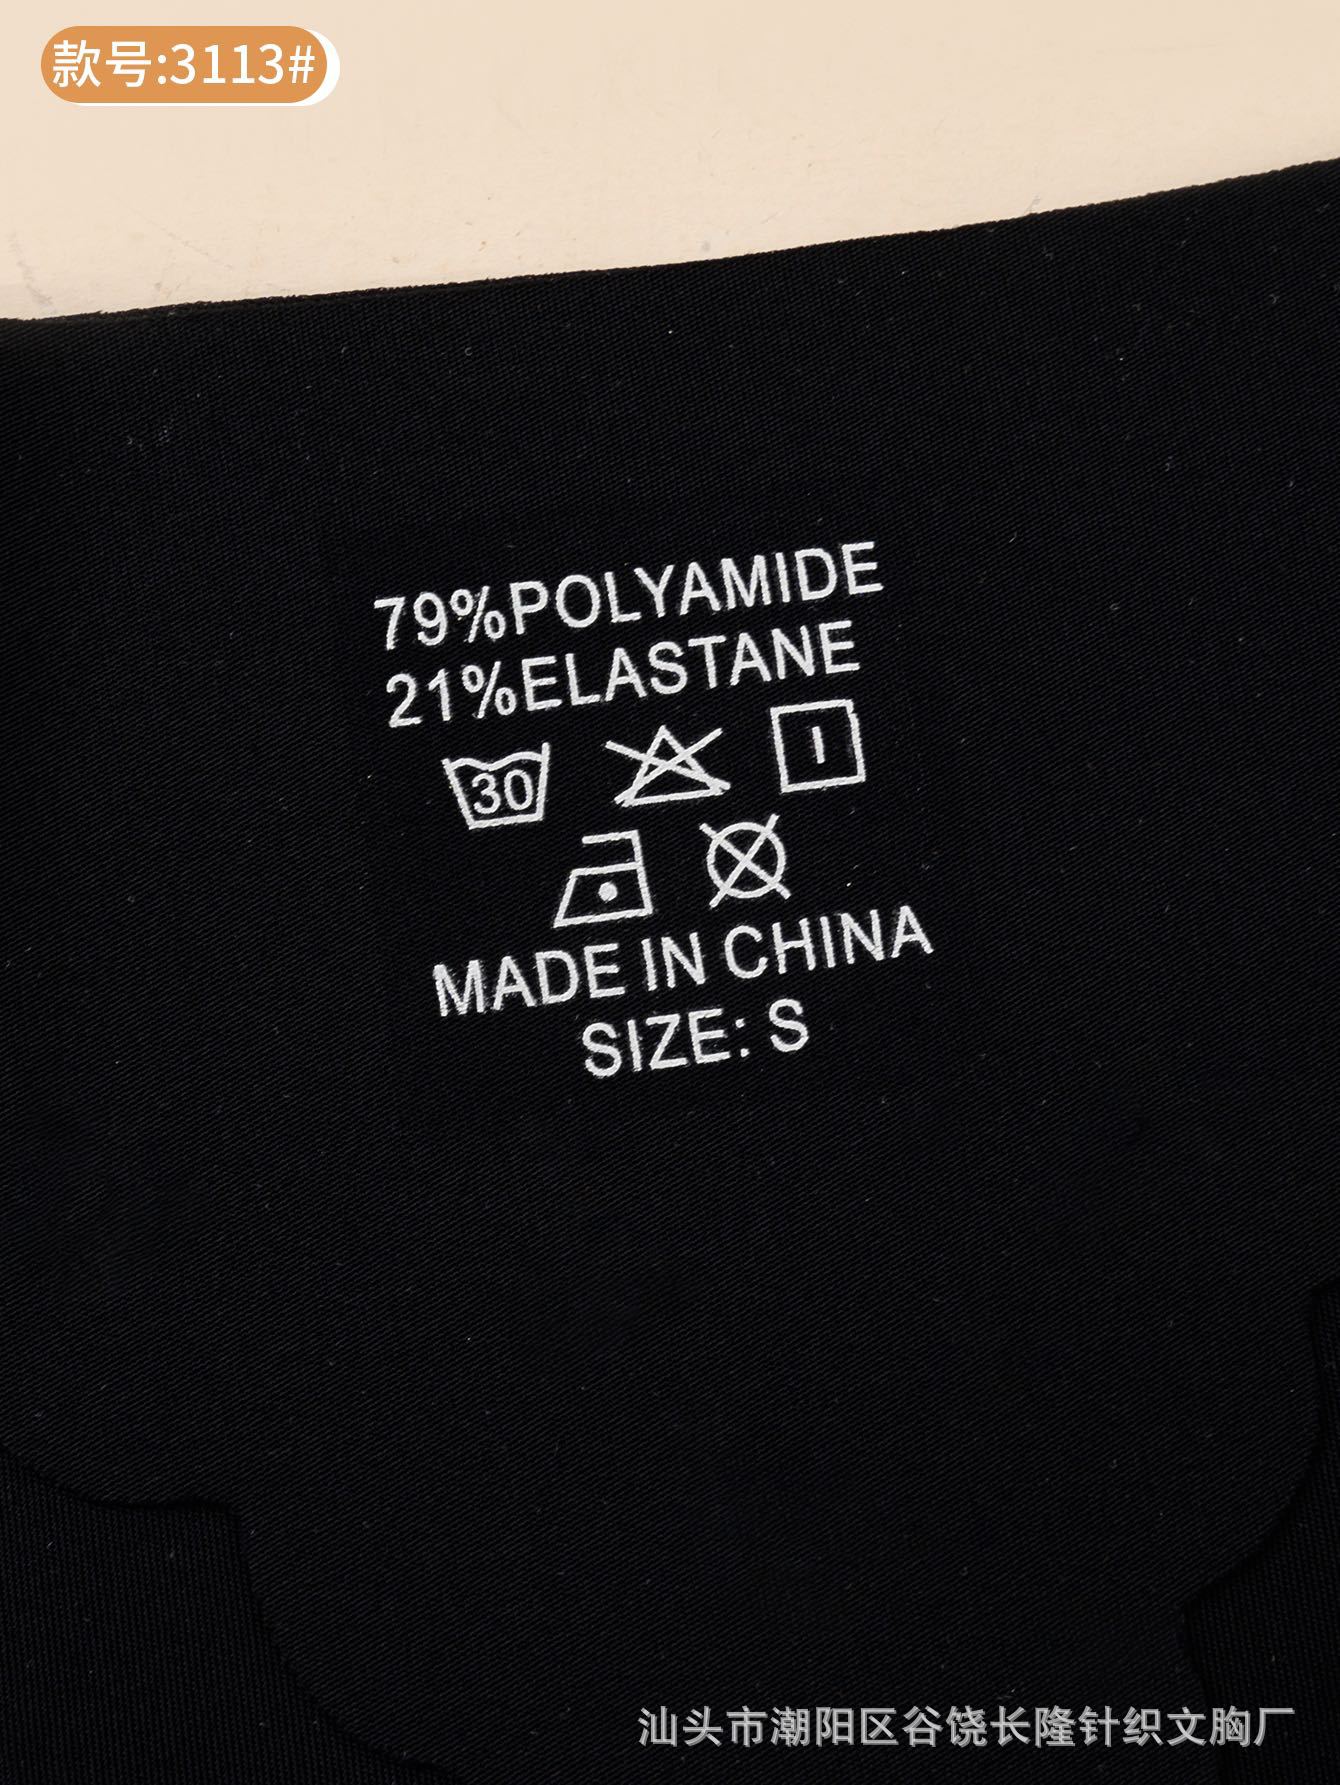 款号:3113#
79%POLYAMIDE
21%ELASTANE
30
MADE IN CHINA
SIZE: S
汕头市潮阳区谷饶长隆针织文胸厂